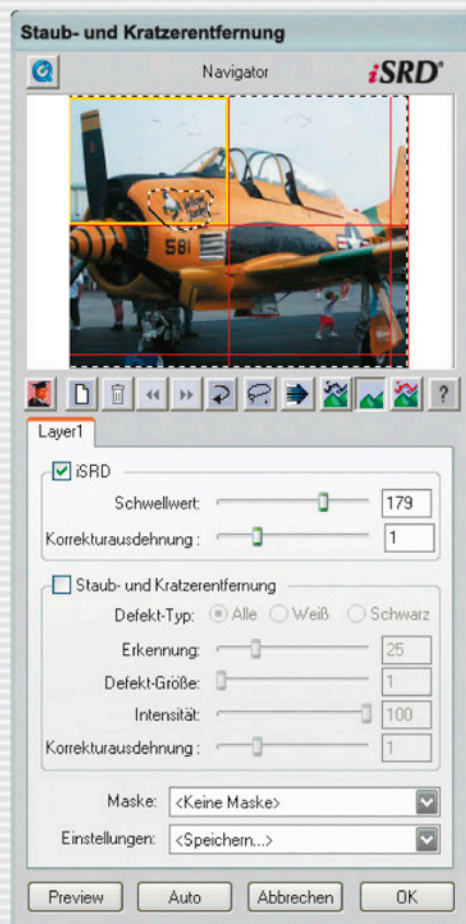 Staub- und Kratzerentfernung
Navigator
iSRD®
Yellow
581
?
Layer1
iSRD
Schwellwert: 179
Korrekturausdehnung : 1
Staub- und Kratzerentfernung
Defekt-Typ: Alle Weiß Schwarz
Erkennung: 25
Defekt-Größe: 1
Intensität: 100
Korrekturausdehnung : 1
Maske: <Keine Maske>
Einstellungen: <Speichern...>
Preview Auto Abbrechen OK